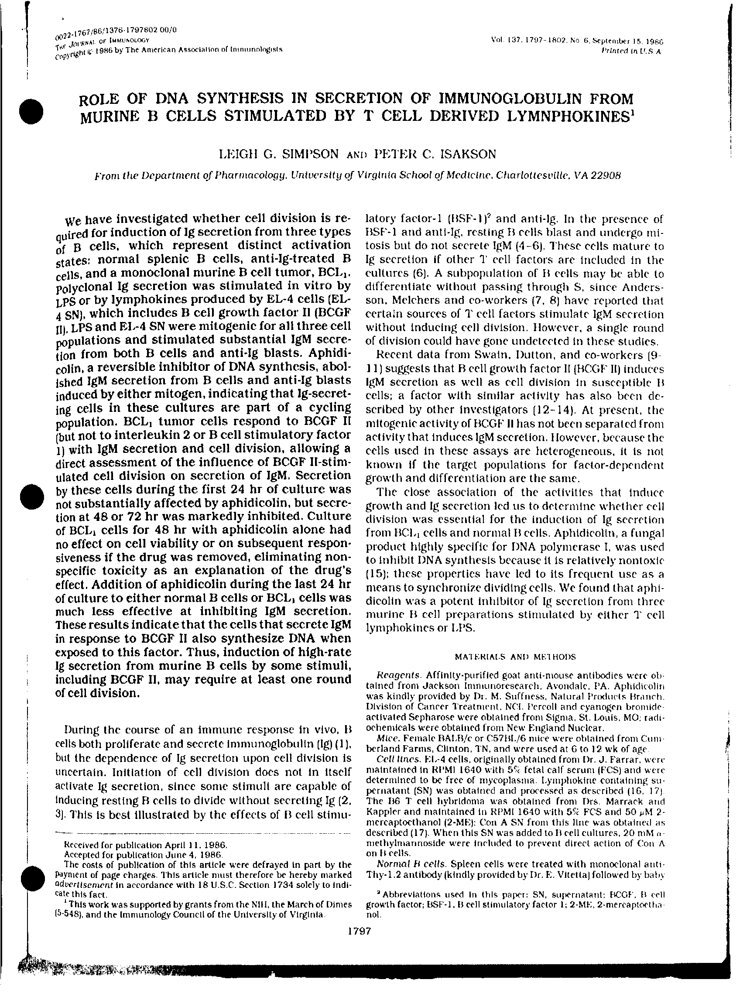 0022-1767/86/1376-1797$02.00/0
THE JOURNAL OF IMMUNOLOGY
Copyright © 1986 by The American Association of Immunologists
Vol. 137, 1797-1802, No. 6, September 15, 1986
Printed in U.S.A.
ROLE OF DNA SYNTHESIS IN SECRETION OF IMMUNOGLOBULIN FROM
MURINE B CELLS STIMULATED BY T CELL DERIVED LYMNPHOKINES¹
LEIGH G. SIMPSON AND PETER C. ISAKSON
From the Department of Pharmacology, University of Virginia School of Medicine, Charlottesville, VA 22908
We have investigated whether cell division is re-
quired for induction of Ig secretion from three types
of B cells, which represent distinct activation
states: normal splenic B cells, anti-Ig-treated B
cells, and a monoclonal murine B cell tumor, BCL₁.
Polyclonal Ig secretion was stimulated in vitro by
LPS or by lymphokines produced by EL-4 cells (EL-
4 SN), which includes B cell growth factor II (BCGF
II). LPS and EL-4 SN were mitogenic for all three cell
populations and stimulated substantial IgM secre-
tion from both B cells and anti-Ig blasts. Aphidi-
colin, a reversible inhibitor of DNA synthesis, abol-
ished IgM secretion from B cells and anti-Ig blasts
induced by either mitogen, indicating that Ig-secret-
ing cells in these cultures are part of a cycling
population. BCL₁ tumor cells respond to BCGF II
(but not to interleukin 2 or B cell stimulatory factor
1) with IgM secretion and cell division, allowing a
direct assessment of the influence of BCGF II-stim-
ulated cell division on secretion of IgM. Secretion
by these cells during the first 24 hr of culture was
not substantially affected by aphidicolin, but secre-
tion at 48 or 72 hr was markedly inhibited. Culture
of BCL₁ cells for 48 hr with aphidicolin alone had
no effect on cell viability or on subsequent respon-
siveness if the drug was removed, eliminating non-
specific toxicity as an explanation of the drug's
effect. Addition of aphidicolin during the last 24 hr
of culture to either normal B cells or BCL₁ cells was
much less effective at inhibiting IgM secretion.
These results indicate that the cells that secrete IgM
in response to BCGF II also synthesize DNA when
exposed to this factor. Thus, induction of high-rate
Ig secretion from murine B cells by some stimuli,
including BCGF II, may require at least one round
of cell division.
During the course of an immune response in vivo, B
cells both proliferate and secrete immunoglobulin (Ig) (1),
but the dependence of Ig secretion upon cell division is
uncertain. Initiation of cell division does not in itself
activate Ig secretion, since some stimuli are capable of
inducing resting B cells to divide without secreting Ig (2,
3). This is best illustrated by the effects of B cell stimu-
Received for publication April 11, 1986.
Accepted for publication June 4, 1986.
The costs of publication of this article were defrayed in part by the
payment of page charges. This article must therefore be hereby marked
advertisement in accordance with 18 U.S.C. Section 1734 solely to indi-
cate this fact.
¹ This work was supported by grants from the NIH, the March of Dimes
(5-548), and the Immunology Council of the University of Virginia.
latory factor-1 (BSF-1)² and anti-Ig. In the presence of
BSF-1 and anti-Ig, resting B cells blast and undergo mi-
tosis but do not secrete IgM (4-6). These cells mature to
Ig secretion if other T cell factors are included in the
cultures (6). A subpopulation of B cells may be able to
differentiate without passing through S, since Anders-
son, Melchers and co-workers (7, 8) have reported that
certain sources of T cell factors stimulate IgM secretion
without inducing cell division. However, a single round
of division could have gone undetected in these studies.
Recent data from Swain, Dutton, and co-workers (9-
11) suggests that B cell growth factor II (BCGF II) induces
IgM secretion as well as cell division in susceptible B
cells; a factor with similar activity has also been de-
scribed by other investigators (12-14). At present, the
mitogenic activity of BCGF II has not been separated from
activity that induces IgM secretion. However, because the
cells used in these assays are heterogeneous, it is not
known if the target populations for factor-dependent
growth and differentiation are the same.
The close association of the activities that induce
growth and Ig secretion led us to determine whether cell
division was essential for the induction of Ig secretion
from BCL₁ cells and normal B cells. Aphidicolin, a fungal
product highly specific for DNA polymerase I, was used
to inhibit DNA synthesis because it is relatively nontoxic
(15); these properties have led to its frequent use as a
means to synchronize dividing cells. We found that aphi-
dicolin was a potent inhibitor of Ig secretion from three
murine B cell preparations stimulated by either T cell
lymphokines or LPS.
MATERIALS AND METHODS
Reagents. Affinity-purified goat anti-mouse antibodies were ob-
tained from Jackson Immunoresearch, Avondale, PA. Aphidicolin
was kindly provided by Dr. M. Suffness, Natural Products Branch,
Division of Cancer Treatment, NCI. Percoll and cyanogen bromide-
activated Sepharose were obtained from Sigma, St. Louis, MO; radi-
ochemicals were obtained from New England Nuclear.
Mice. Female BALB/c or C57BL/6 mice were obtained from Cum-
berland Farms, Clinton, TN, and were used at 6 to 12 wk of age.
Cell lines. EL-4 cells, originally obtained from Dr. J. Farrar, were
maintained in RPMI 1640 with 5% fetal calf serum (FCS) and were
determined to be free of mycoplasma. Lymphokine containing su-
pernatant (SN) was obtained and processed as described (16, 17).
The B6 T cell hybridoma was obtained from Drs. Marrack and
Kappler and maintained in RPMI 1640 with 5% FCS and 50 µM 2-
mercaptoethanol (2-ME); Con A SN from this line was obtained as
described (17). When this SN was added to B cell cultures, 20 mM α-
methylmannoside were included to prevent direct action of Con A
on B cells.
Normal B cells. Spleen cells were treated with monoclonal anti-
Thy-1.2 antibody (kindly provided by Dr. E. Vitetta) followed by baby
² Abbreviations used in this paper: SN, supernatant; BCGF, B cell
growth factor; BSF-1, B cell stimulatory factor 1; 2-ME, 2-mercaptoetha-
nol.
1797